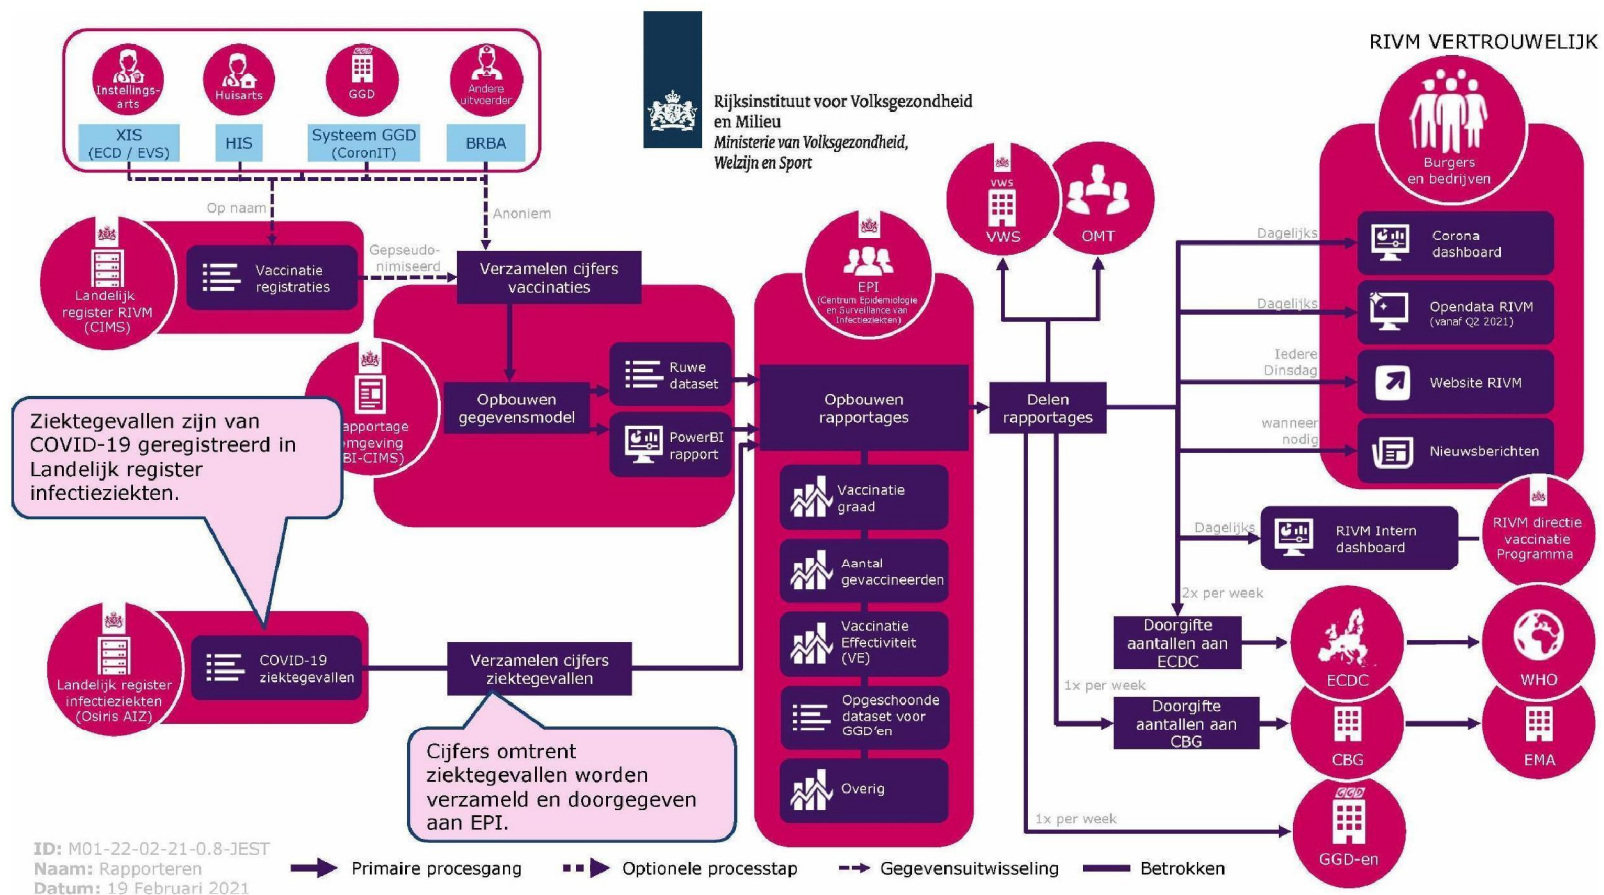 RIVM VERTROUWELIJK
Instellings-
arts
Huisarts
GGD
GGD
Andere
uitvoerder
XIS
(ECD / EVS)
HIS
Systeem GGD
(CoronIT)
BRBA
Rijksinstituut voor Volksgezondheid
en Milieu
Ministerie van Volksgezondheid,
Welzijn en Sport
Op naam
Anoniem
Gepseudo-
nimiseerd
Landelijk
register RIVM
(CIMS)
Vaccinatie
registraties
Verzamelen cijfers
vaccinaties
Opbouwen
gegevensmodel
Ruwe
dataset
PowerBI
rapport
apportage
mgeving
BI-CIMS)
Ziektegevallen zijn van
COVID-19 geregistreerd in
Landelijk register
infectieziekten.
Landelijk register
infectieziekten
(Osiris AIZ)
COVID-19
ziektegevallen
Verzamelen cijfers
ziektegevallen
Cijfers omtrent
ziektegevallen worden
verzameld en doorgegeven
aan EPI.
EPI
(Centrum Epidemiologie
en Surveillance van
Infectieziekten)
Opbouwen
rapportages
Vaccinatie
graad
Aantal
gevaccineerden
Vaccinatie
Effectiviteit
(VE)
Opgeschoonde
dataset voor
GGD'en
Overig
vws
VWS
OMT
Delen
rapportages
Burgers
en bedrijven
Dagelijks
Corona
dashboard
Dagelijks
Opendata RIVM
(vanaf Q2 2021)
Iedere
Dinsdag
Website RIVM
wanneer
nodig
Nieuwsberichten
Dagelijks
RIVM Intern
dashboard
RIVM directie
vaccinatie
Programma
2x per week
Doorgifte
aantallen aan
ECDC
ECDC
WHO
1x per week
Doorgifte
aantallen aan
CBG
CBG
EMA
1x per week
GGD
GGD-en
ID: M01-22-02-21-0.8-JEST
Naam: Rapporteren
Datum: 19 Februari 2021
Primaire procesgang
Optionele processtap
Gegevensuitwisseling
Betrokken